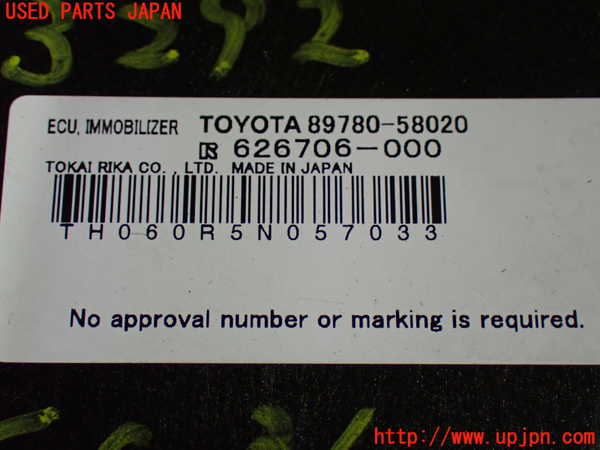 USED PARTS JAPAN
5392
ECU, IMMOBILIZER TOYOTA 89780-58020
626706-000
TOKAI RIKA CO., LTD. MADE IN JAPAN
TH060R5N057033
No approval number or marking is required.
http://www.upjpn.com